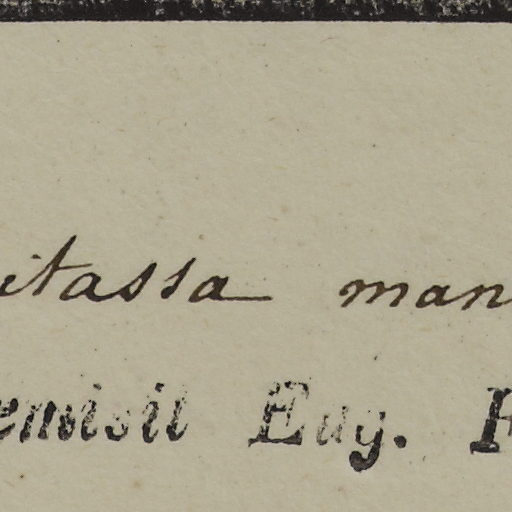 itassa man
emisit Eug. H